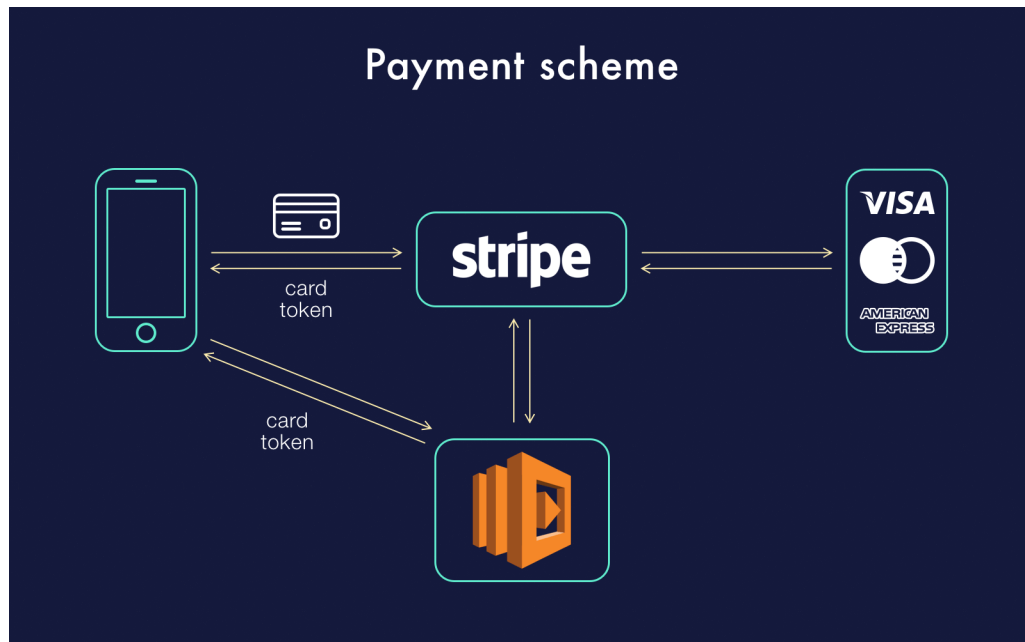 Payment scheme
stripe
card
token
VISA
AMERICAN
EXPRESS
card
token